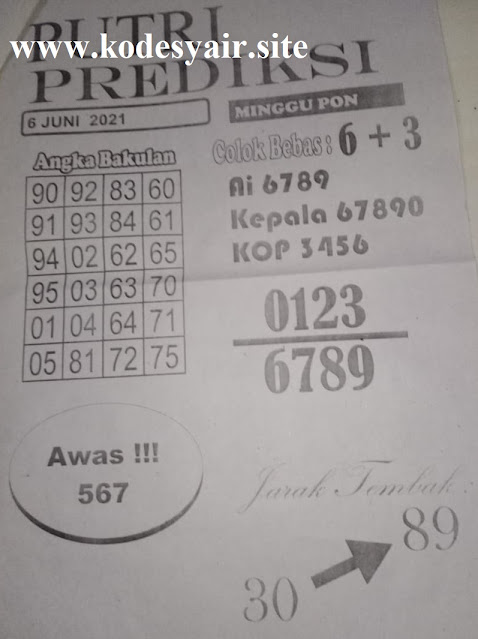 PUTRI
www.kodesyair.site
PREDIKSI
6 JUNI 2021
MINGGU PON
Angka Bakulan
90 92 83 60
91 93 84 61
94 02 62 65
95 03 63 70
01 04 64 71
05 81 72 75
Colok Bebas : 6 + 3
Ai 6789
Kepala 67890
KOP 3456
0123
6789
Awas !!!
567
Jarak Tembak :
89
30